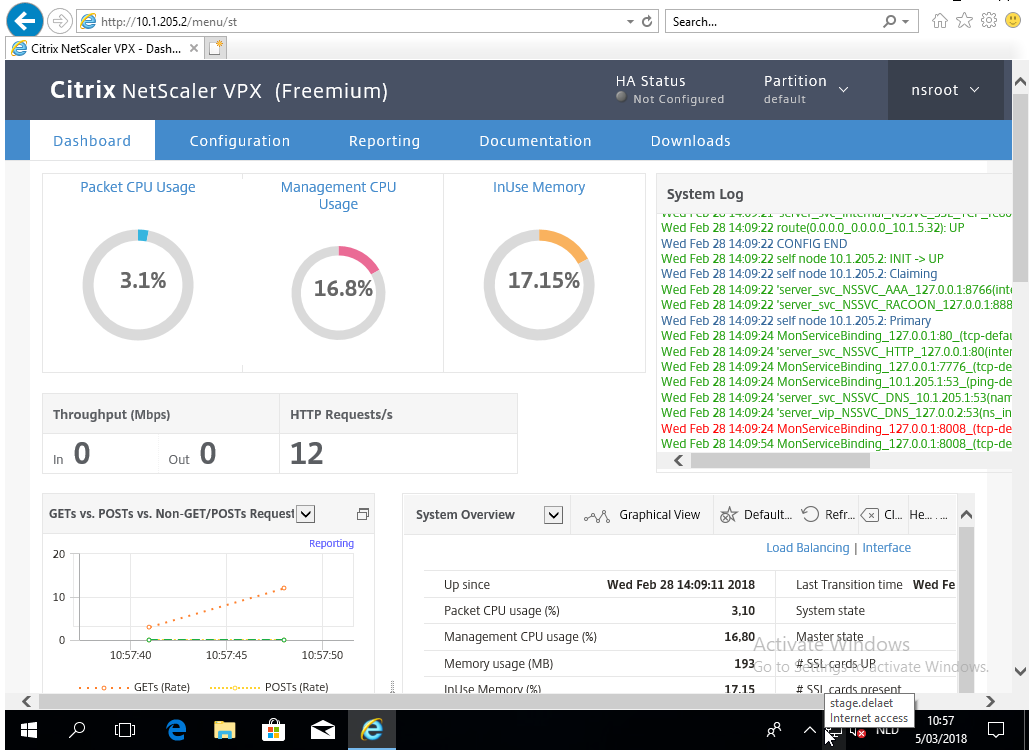 http://10.1.205.2/menu/st
Search...
Citrix NetScaler VPX - Dash...
Citrix NetScaler VPX (Freemium)
HA Status
Not Configured
Partition
default
nsroot
Dashboard
Configuration
Reporting
Documentation
Downloads
Packet CPU Usage
3.1%
Management CPU
Usage
16.8%
InUse Memory
17.15%
System Log
Wed Feb 28 14:09:22 route(0.0.0.0_0.0.0.0_10.1.5.32): UP
Wed Feb 28 14:09:22 CONFIG END
Wed Feb 28 14:09:22 self node 10.1.205.2: INIT -> UP
Wed Feb 28 14:09:22 self node 10.1.205.2: Claiming
Wed Feb 28 14:09:22 'server_svc_NSSVC_AAA_127.0.0.1:8766(inte
Wed Feb 28 14:09:22 'server_svc_NSSVC_RACOON_127.0.0.1:888
Wed Feb 28 14:09:22 self node 10.1.205.2: Primary
Wed Feb 28 14:09:24 MonServiceBinding_127.0.0.1:80_(tcp-defau
Wed Feb 28 14:09:24 'server_svc_NSSVC_HTTP_127.0.0.1:80(inter
Wed Feb 28 14:09:24 MonServiceBinding_127.0.0.1:7776_(tcp-de
Wed Feb 28 14:09:24 MonServiceBinding_10.1.205.1:53_(ping-de
Wed Feb 28 14:09:24 'server_svc_NSSVC_DNS_10.1.205.1:53(nam
Wed Feb 28 14:09:24 'server_vip_NSSVC_DNS_127.0.0.2:53(ns_in
Wed Feb 28 14:09:24 MonServiceBinding_127.0.0.1:8008_(tcp-de
Wed Feb 28 14:09:54 MonServiceBinding_127.0.0.1:8008_(tcp-de
Throughput (Mbps)
In 0
Out 0
HTTP Requests/s
12
GETs vs. POSTs vs. Non-GET/POSTs Request
Reporting
20
10
0
10:57:40
10:57:45
10:57:50
GETs (Rate)
POSTs (Rate)
System Overview
Graphical View
Default...
Refr...
Cl...
He... ...
Load Balancing | Interface
Up since Wed Feb 28 14:09:11 2018
Last Transition time Wed Fe
Packet CPU usage (%) 3,10
System state
Management CPU usage (%) 16,80
Master state
Memory usage (MB) 193
# SSL cards UP
InUse Memory (%) 17,15
# SSL cards present
Activate Windows
Go to Settings to activate Windows.
stage.delaet
Internet access
NLD
10:57
5/03/2018